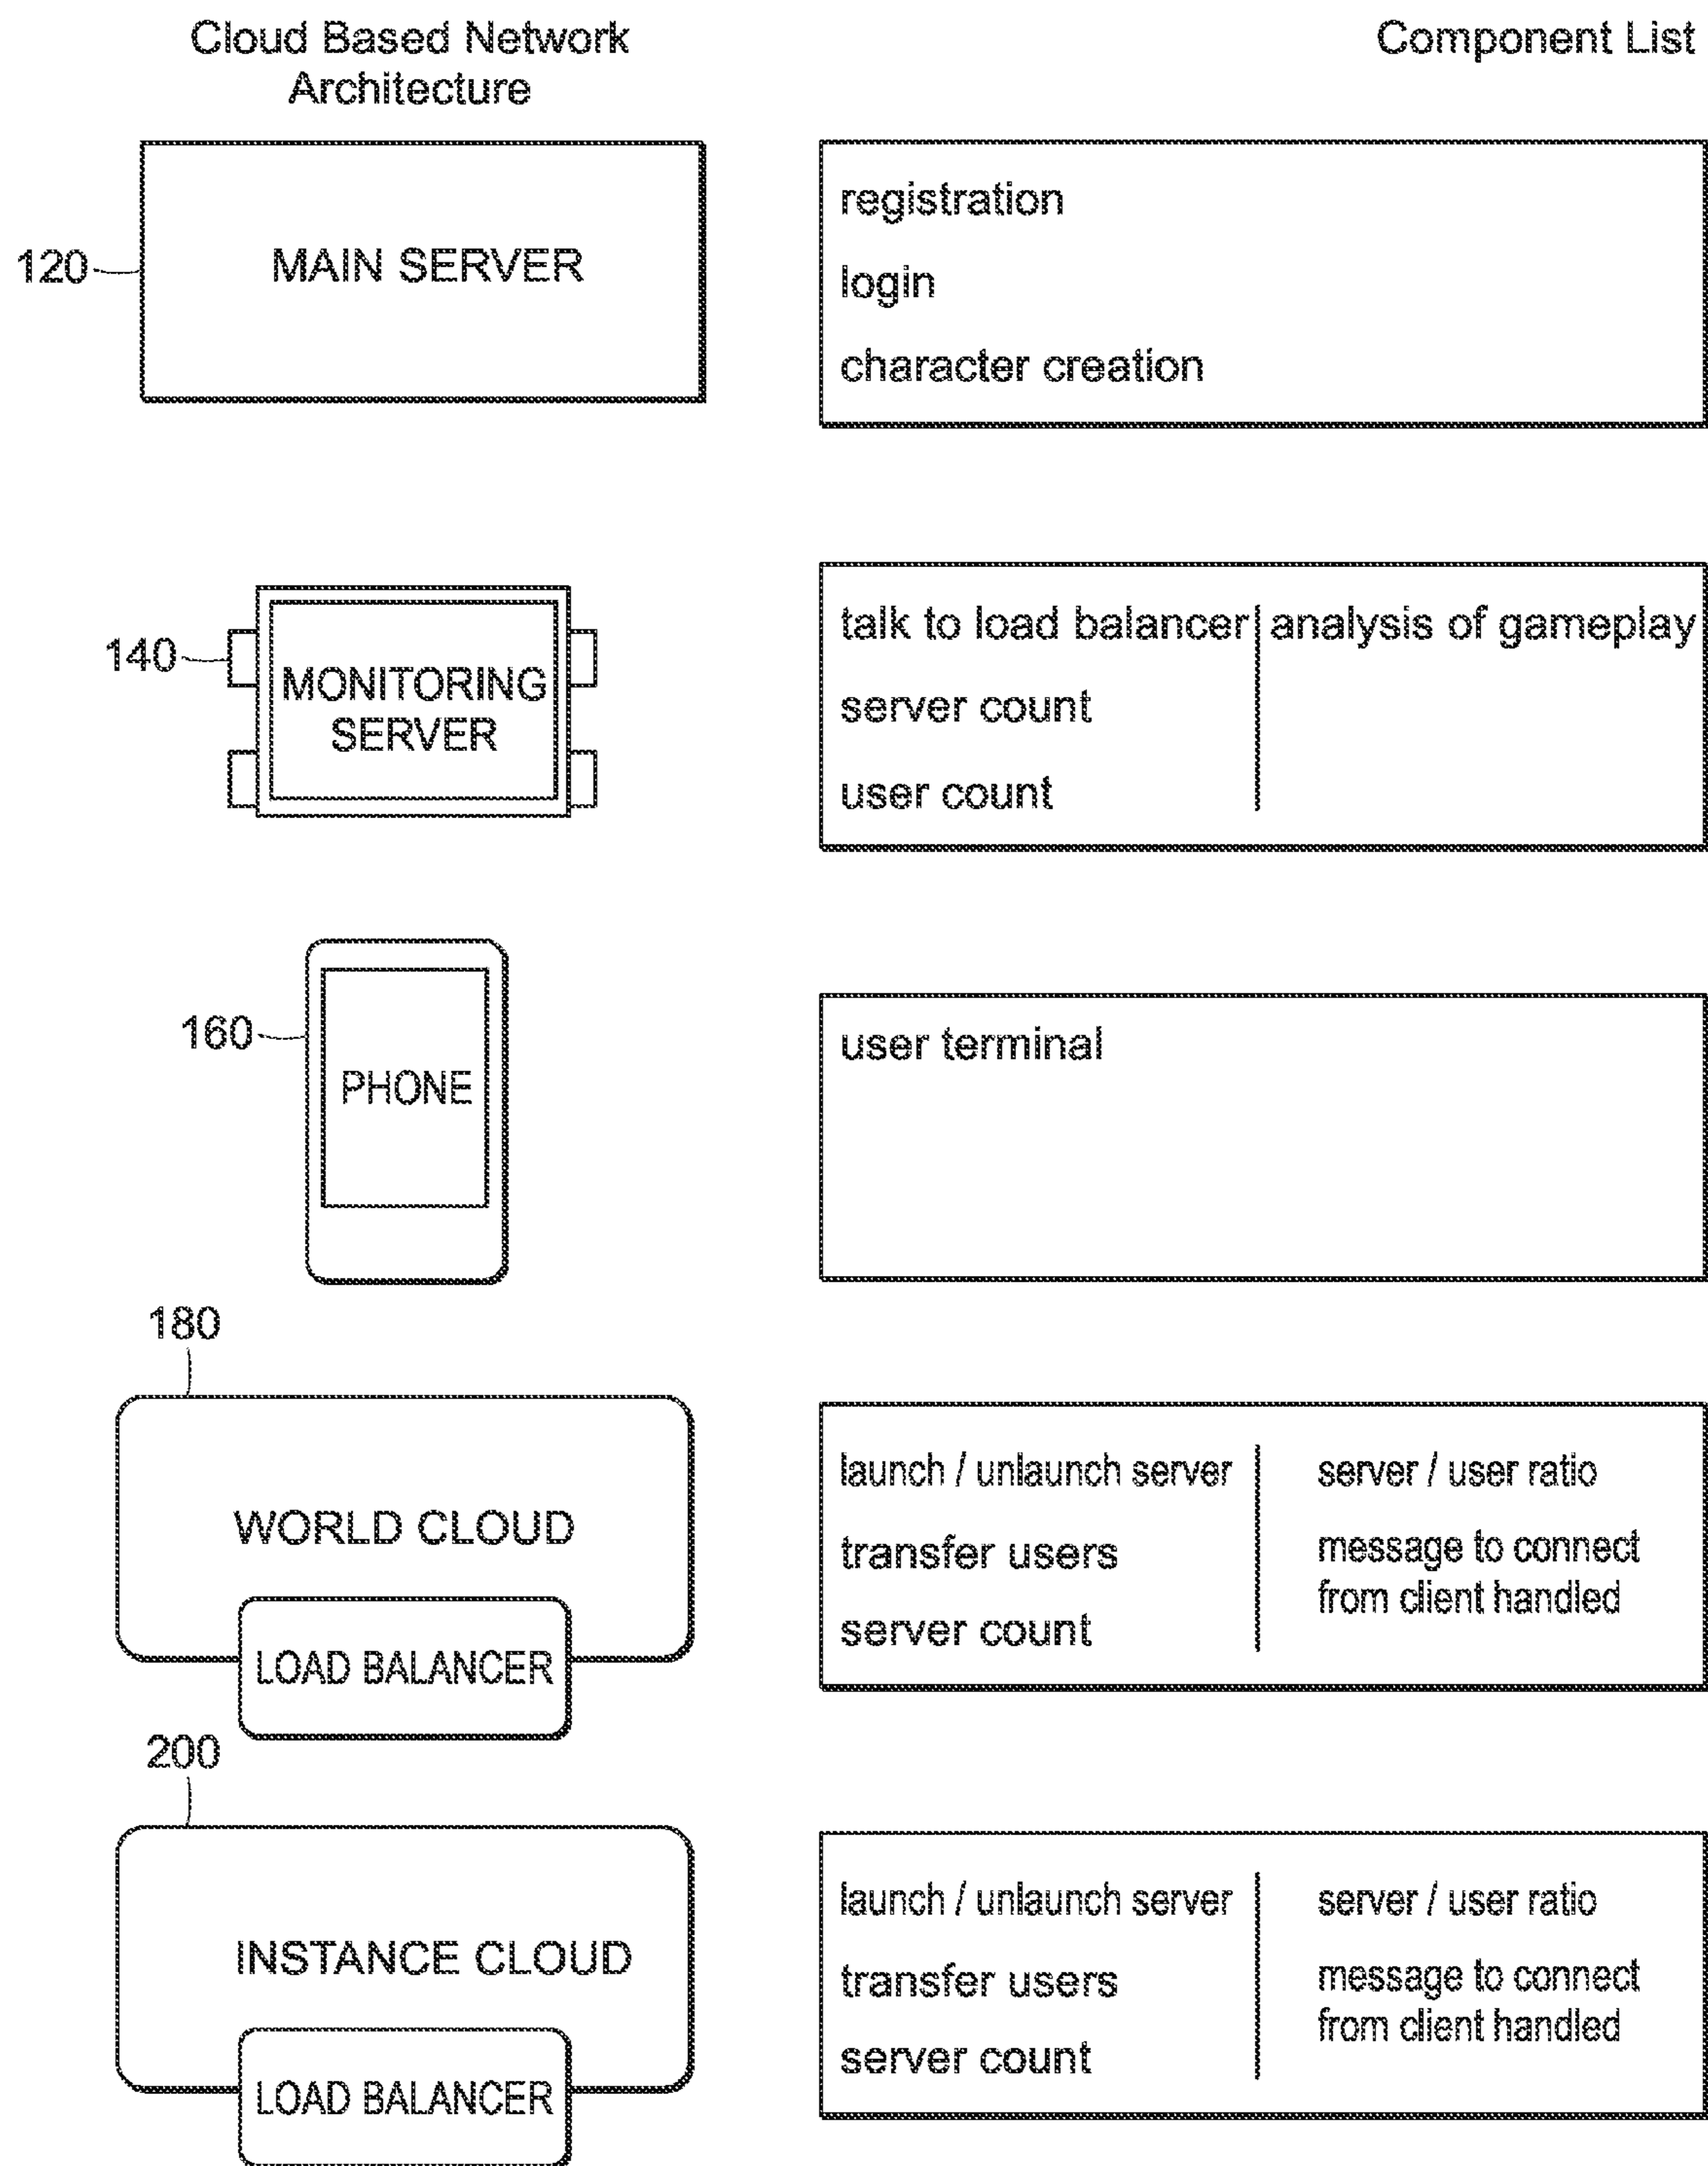 Cloud Based Network
Architecture
Component List
120
MAIN SERVER
registration
login
character creation
140
MONITORING
SERVER
talk to load balancer
server count
user count
analysis of gameplay
160
PHONE
user terminal
180
WORLD CLOUD
LOAD BALANCER
launch / unlaunch server
transfer users
server count
server / user ratio
message to connect
from client handled
200
INSTANCE CLOUD
LOAD BALANCER
launch / unlaunch server
transfer users
server count
server / user ratio
message to connect
from client handled